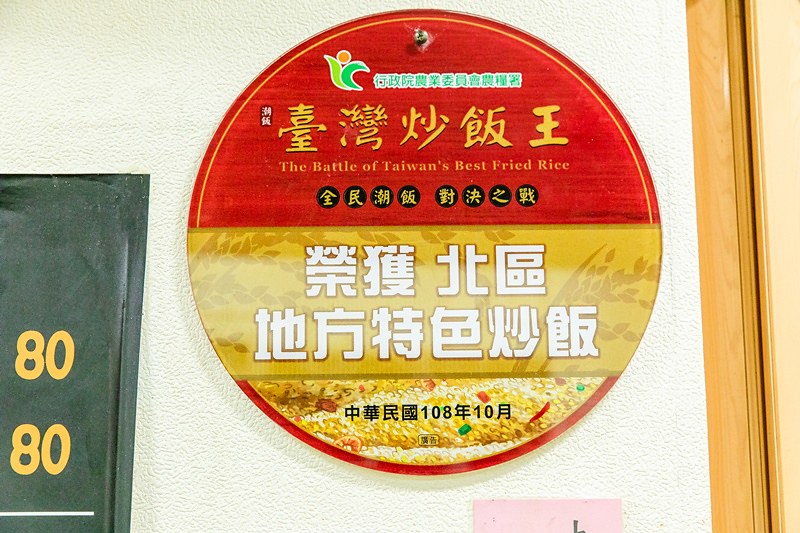 行政院農業委員會農糧署
潮飯
臺灣炒飯王
The Battle of Taiwan's Best Fried Rice
全民潮飯 對決之戰
榮獲 北區
地方特色炒飯
中華民國108年10月
廣告
80
80